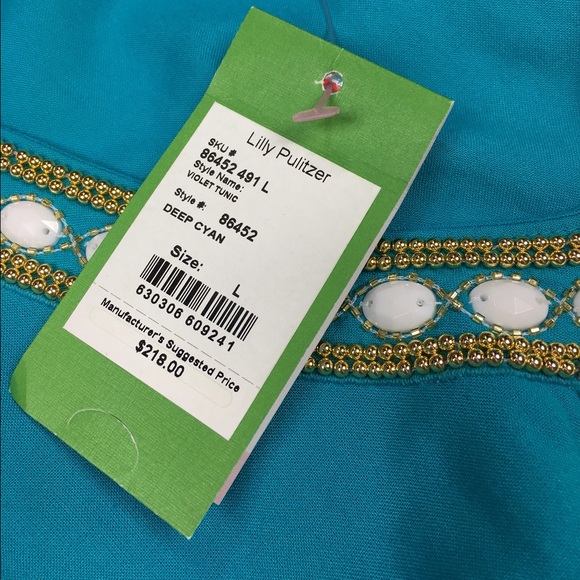 Lilly Pulitzer
SKU #
86452 491 L
Style Name:
VIOLET TUNIC
Style #: 86452
DEEP CYAN
Size: L
630306 609241
Manufacturer's Suggested Price
$218.00